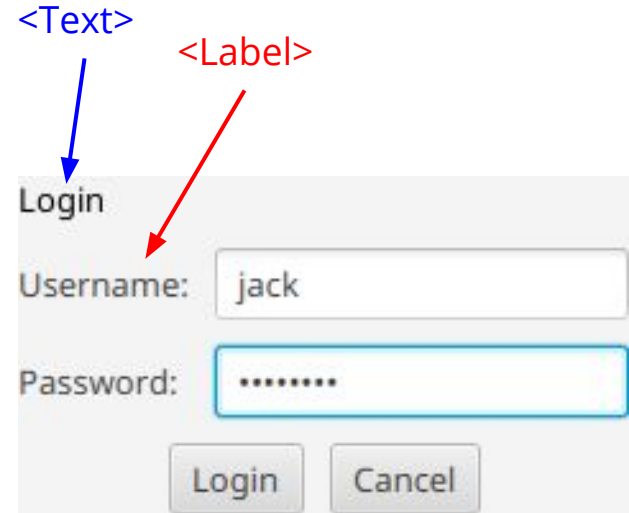 <Text>
<Label>
Login
Username: jack
Password: ••••••••
Login Cancel